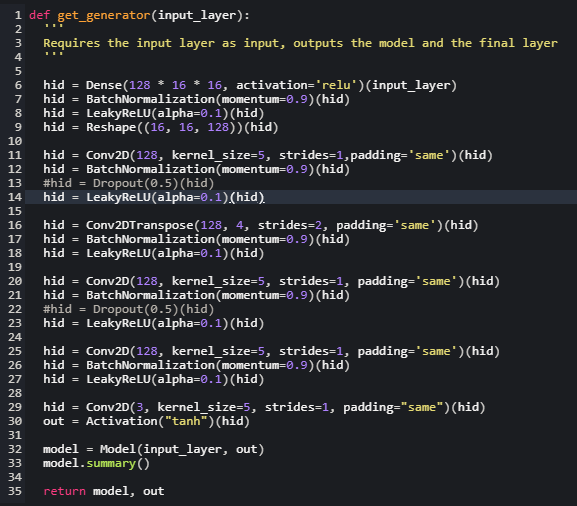 1 def get_generator(input_layer):
2   '''
3   Requires the input layer as input, outputs the model and the final layer
4   '''
5
6   hid = Dense(128 * 16 * 16, activation='relu')(input_layer)
7   hid = BatchNormalization(momentum=0.9)(hid)
8   hid = LeakyReLU(alpha=0.1)(hid)
9   hid = Reshape((16, 16, 128))(hid)
10
11   hid = Conv2D(128, kernel_size=5, strides=1,padding='same')(hid)
12   hid = BatchNormalization(momentum=0.9)(hid)
13   #hid = Dropout(0.5)(hid)
14   hid = LeakyReLU(alpha=0.1)(hid)
15
16   hid = Conv2DTranspose(128, 4, strides=2, padding='same')(hid)
17   hid = BatchNormalization(momentum=0.9)(hid)
18   hid = LeakyReLU(alpha=0.1)(hid)
19
20   hid = Conv2D(128, kernel_size=5, strides=1, padding='same')(hid)
21   hid = BatchNormalization(momentum=0.9)(hid)
22   #hid = Dropout(0.5)(hid)
23   hid = LeakyReLU(alpha=0.1)(hid)
24
25   hid = Conv2D(128, kernel_size=5, strides=1, padding='same')(hid)
26   hid = BatchNormalization(momentum=0.9)(hid)
27   hid = LeakyReLU(alpha=0.1)(hid)
28
29   hid = Conv2D(3, kernel_size=5, strides=1, padding="same")(hid)
30   out = Activation("tanh")(hid)
31
32   model = Model(input_layer, out)
33   model.summary()
34
35   return model, out